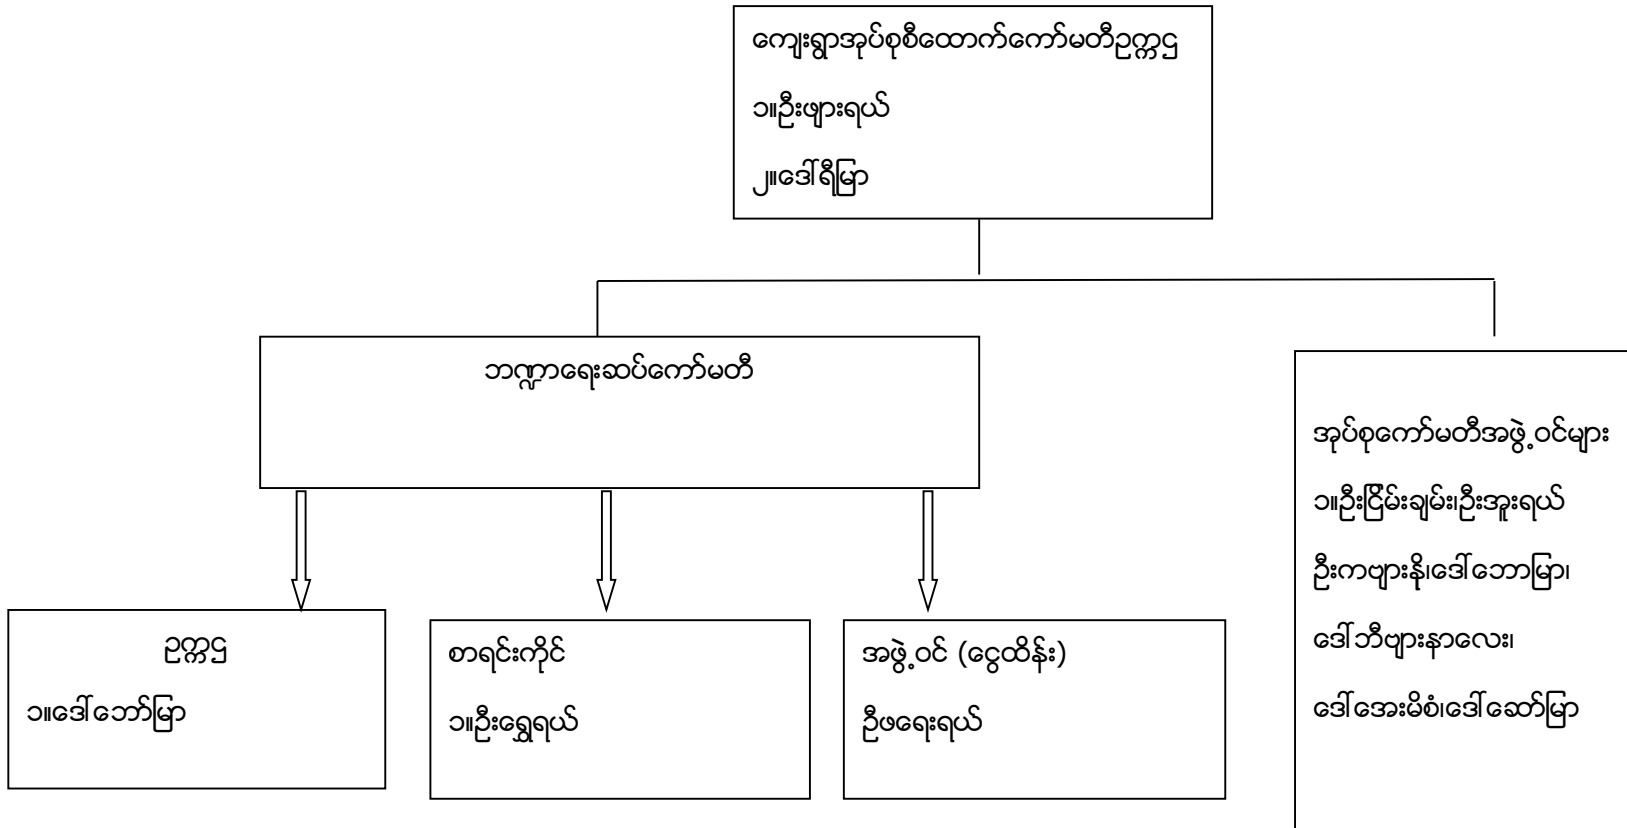 ကျေးရွာအုပ်စုစီထောက်ကော်မတီဥက္ကဌ
၁။ဦးဖျားရယ်
၂။ဒေါ်ရီမြာ
ဘဏ္ဍာရေးဆပ်ကော်မတီ
ဥက္ကဌ
၁။ဒေါ်ဘော်မြာ
စာရင်းကိုင်
၁။ဦးရွှေရယ်
အဖွဲ့ဝင် (ငွေထိန်း)
ဦဖရေးရယ်
အုပ်စုကော်မတီအဖွဲ့ဝင်များ
၁။ဦးငြိမ်းချမ်း၊ဦးအူးရယ်
ဦးကဗျားနို၊ဒေါ်ဘောမြာ၊
ဒေါ်ဘီဗျားနာလေး၊
ဒေါ်အေးမိစံ၊ဒေါ်ဆော်မြာ